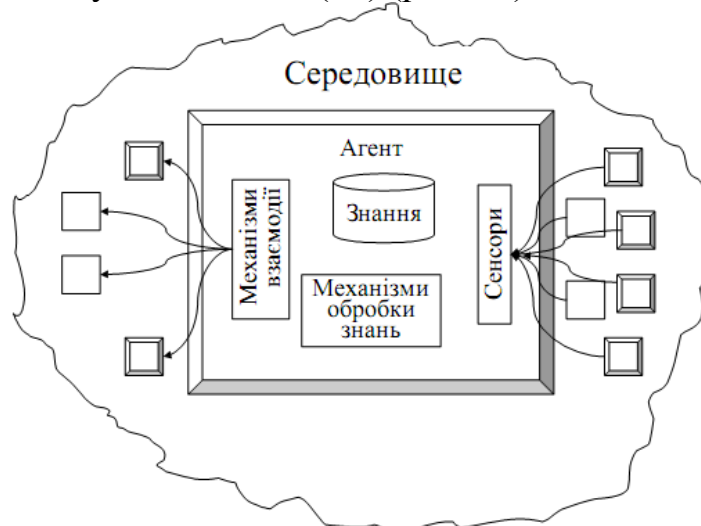 Середовище
Агент
Механізми
взаємодії
Знання
Механізми
обробки
знань
Сенсори